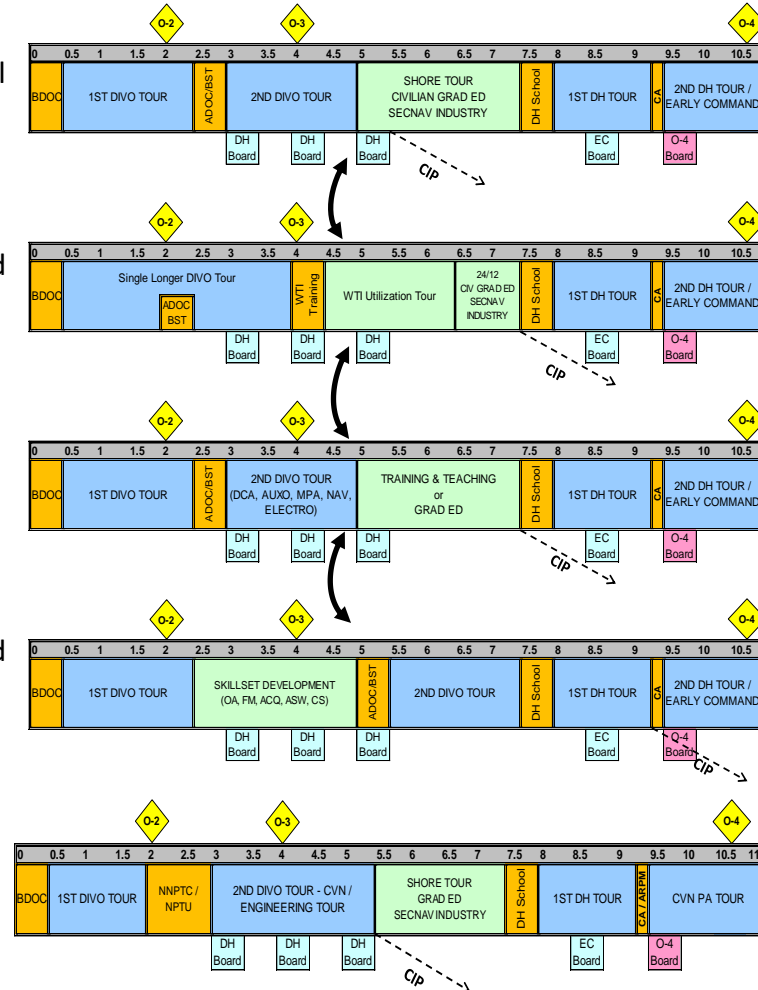 O-2 O-3 O-4
0 0.5 1 1.5 2 2.5 3 3.5 4 4.5 5 5.5 6 6.5 7 7.5 8 8.5 9 9.5 10 10.5
l
BDOC
1ST DIVO TOUR
ADOC/BST
2ND DIVO TOUR
SHORE TOUR
CIVILIAN GRAD ED
SECNAV INDUSTRY
DH School
1ST DH TOUR
CA
2ND DH TOUR /
EARLY COMMAND
DH
Board
DH
Board
DH
Board
CIP
EC
Board
O-4
Board
O-2 O-3 O-4
0 0.5 1 1.5 2 2.5 3 3.5 4 4.5 5 5.5 6 6.5 7 7.5 8 8.5 9 9.5 10 10.5
d
BDOC
Single Longer DIVO Tour
ADOC
BST
WTI
Training
WTI Utilization Tour
24/12
CIV GRAD ED
SECNAV
INDUSTRY
DH School
1ST DH TOUR
CA
2ND DH TOUR /
EARLY COMMAND
DH
Board
DH
Board
DH
Board
CIP
EC
Board
O-4
Board
O-2 O-3 O-4
0 0.5 1 1.5 2 2.5 3 3.5 4 4.5 5 5.5 6 6.5 7 7.5 8 8.5 9 9.5 10 10.5
BDOC
1ST DIVO TOUR
ADOC/BST
2ND DIVO TOUR
(DCA, AUXO, MPA, NAV,
ELECTRO)
TRAINING & TEACHING
or
GRAD ED
DH School
1ST DH TOUR
CA
2ND DH TOUR /
EARLY COMMAND
DH
Board
DH
Board
DH
Board
CIP
EC
Board
O-4
Board
O-2 O-3 O-4
0 0.5 1 1.5 2 2.5 3 3.5 4 4.5 5 5.5 6 6.5 7 7.5 8 8.5 9 9.5 10 10.5
d
BDOC
1ST DIVO TOUR
SKILLSET DEVELOPMENT
(OA, FM, ACQ, ASW, CS)
ADOC/BST
2ND DIVO TOUR
DH School
1ST DH TOUR
CA
2ND DH TOUR /
EARLY COMMAND
DH
Board
DH
Board
DH
Board
EC
Board
O-4
Board
CIP
O-2 O-3 O-4
0 0.5 1 1.5 2 2.5 3 3.5 4 4.5 5 5.5 6 6.5 7 7.5 8 8.5 9 9.5 10 10.5 11
BDOC
1ST DIVO TOUR
NNPTC /
NPTU
2ND DIVO TOUR - CVN /
ENGINEERING TOUR
SHORE TOUR
GRAD ED
SECNAV INDUSTRY
DH School
1ST DH TOUR
CA / ARPM
CVN PA TOUR
DH
Board
DH
Board
DH
Board
CIP
EC
Board
O-4
Board